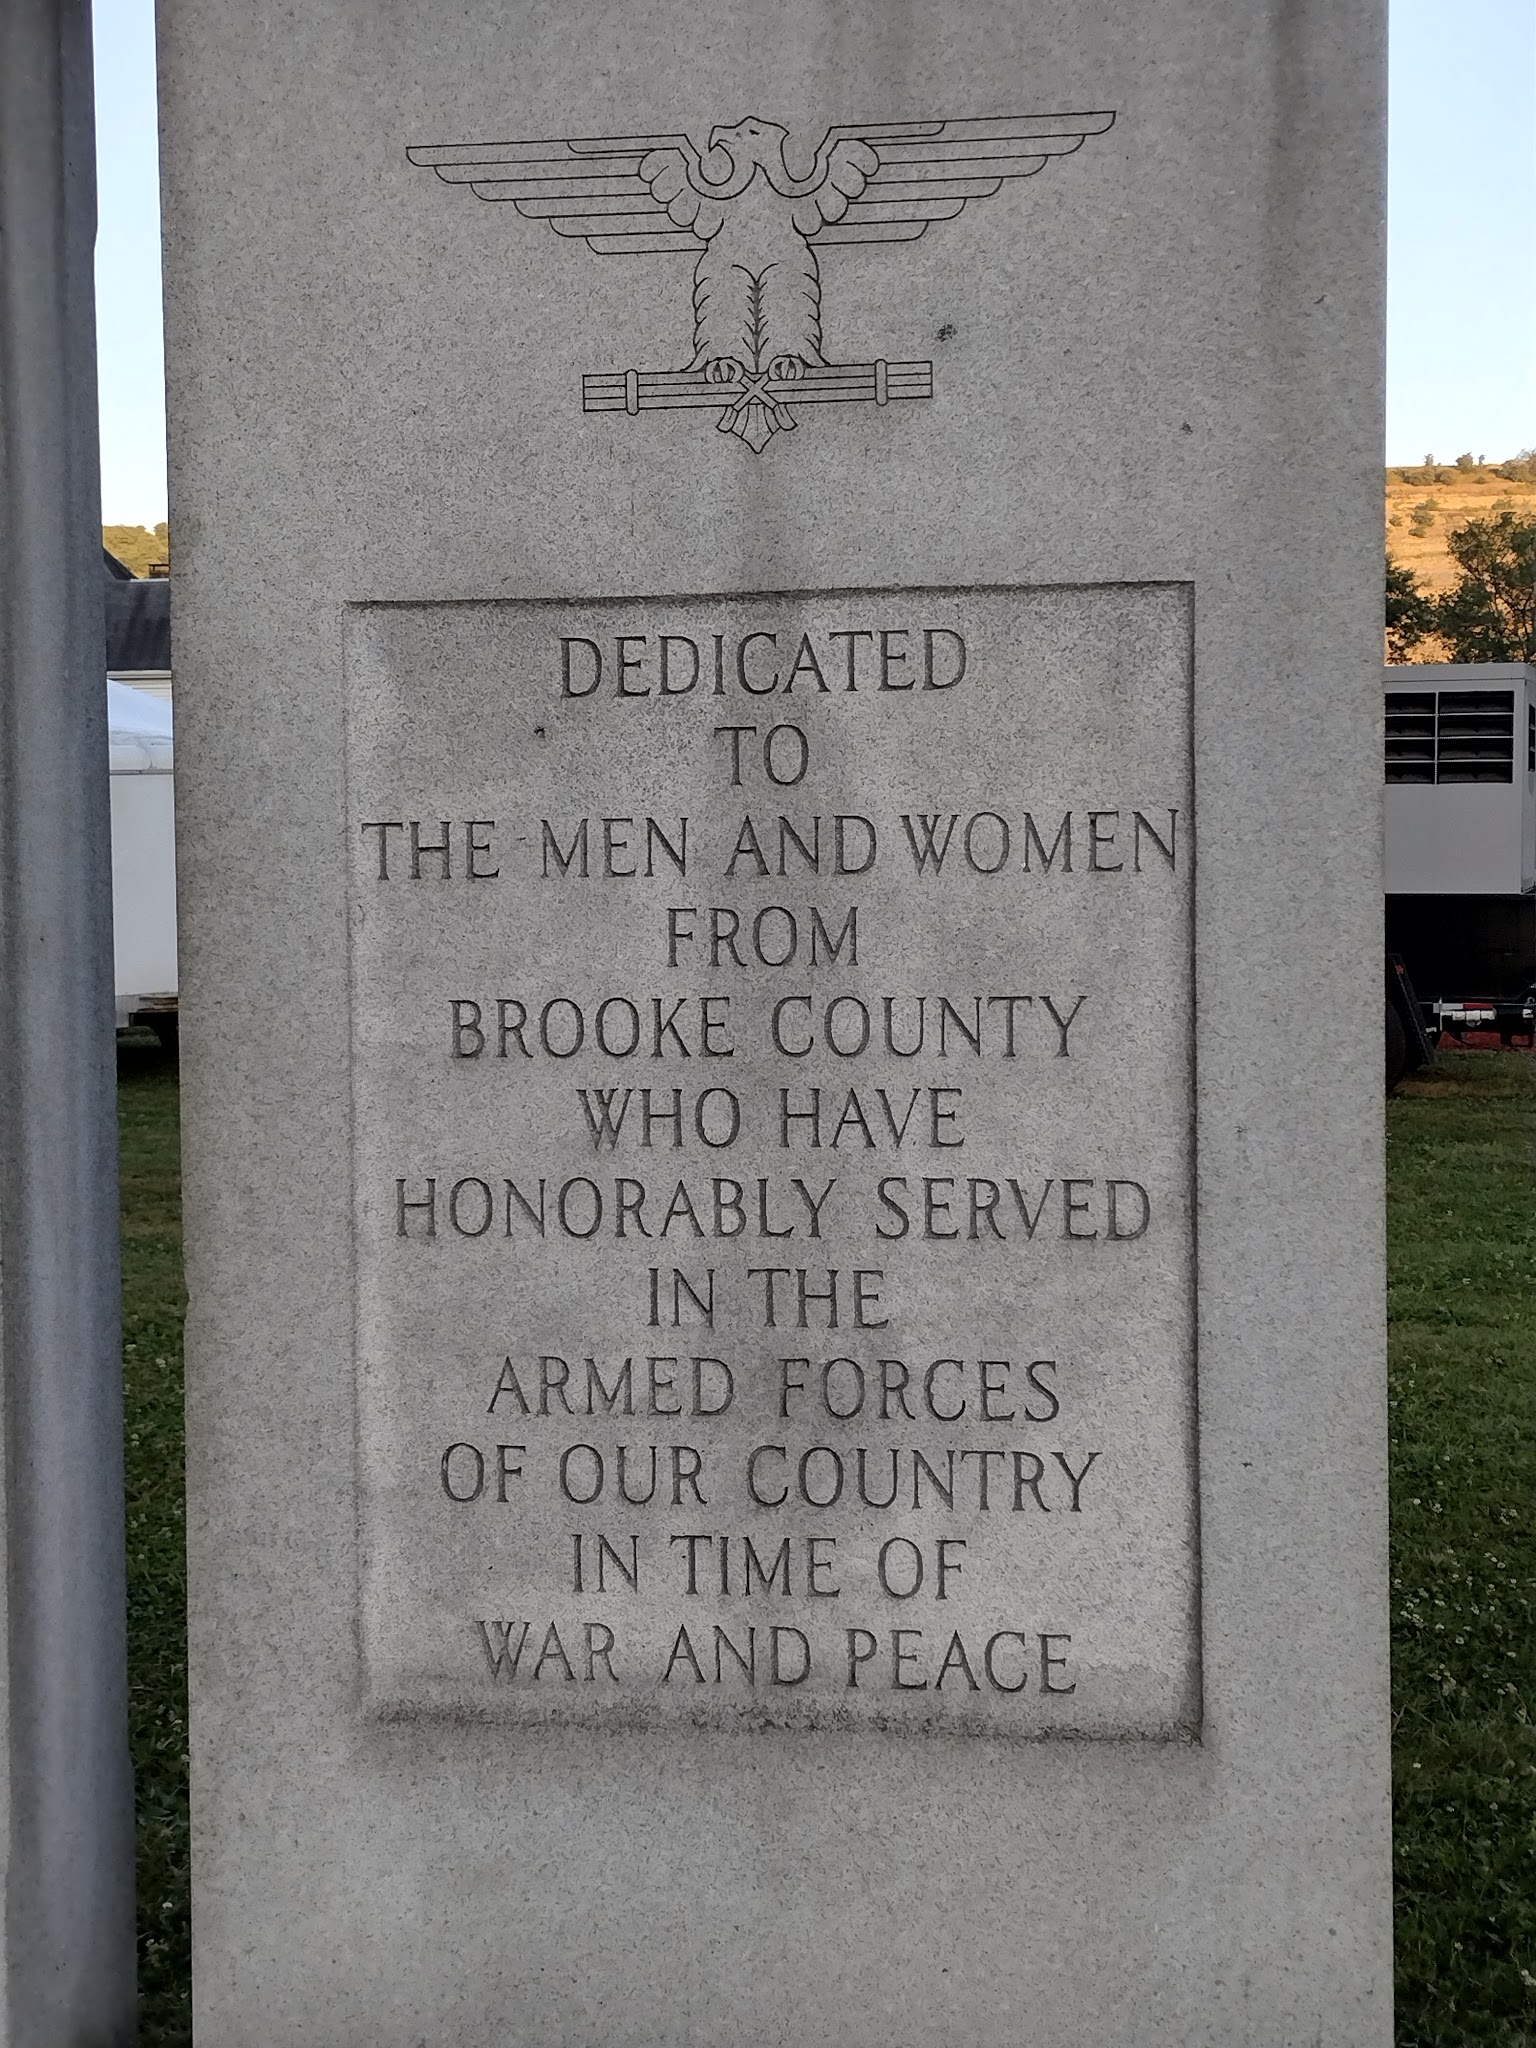 DEDICATED
TO
THE MEN AND WOMEN
FROM
BROOKE COUNTY
WHO HAVE
HONORABLY SERVED
IN THE
ARMED FORCES
OF OUR COUNTRY
IN TIME OF
WAR AND PEACE